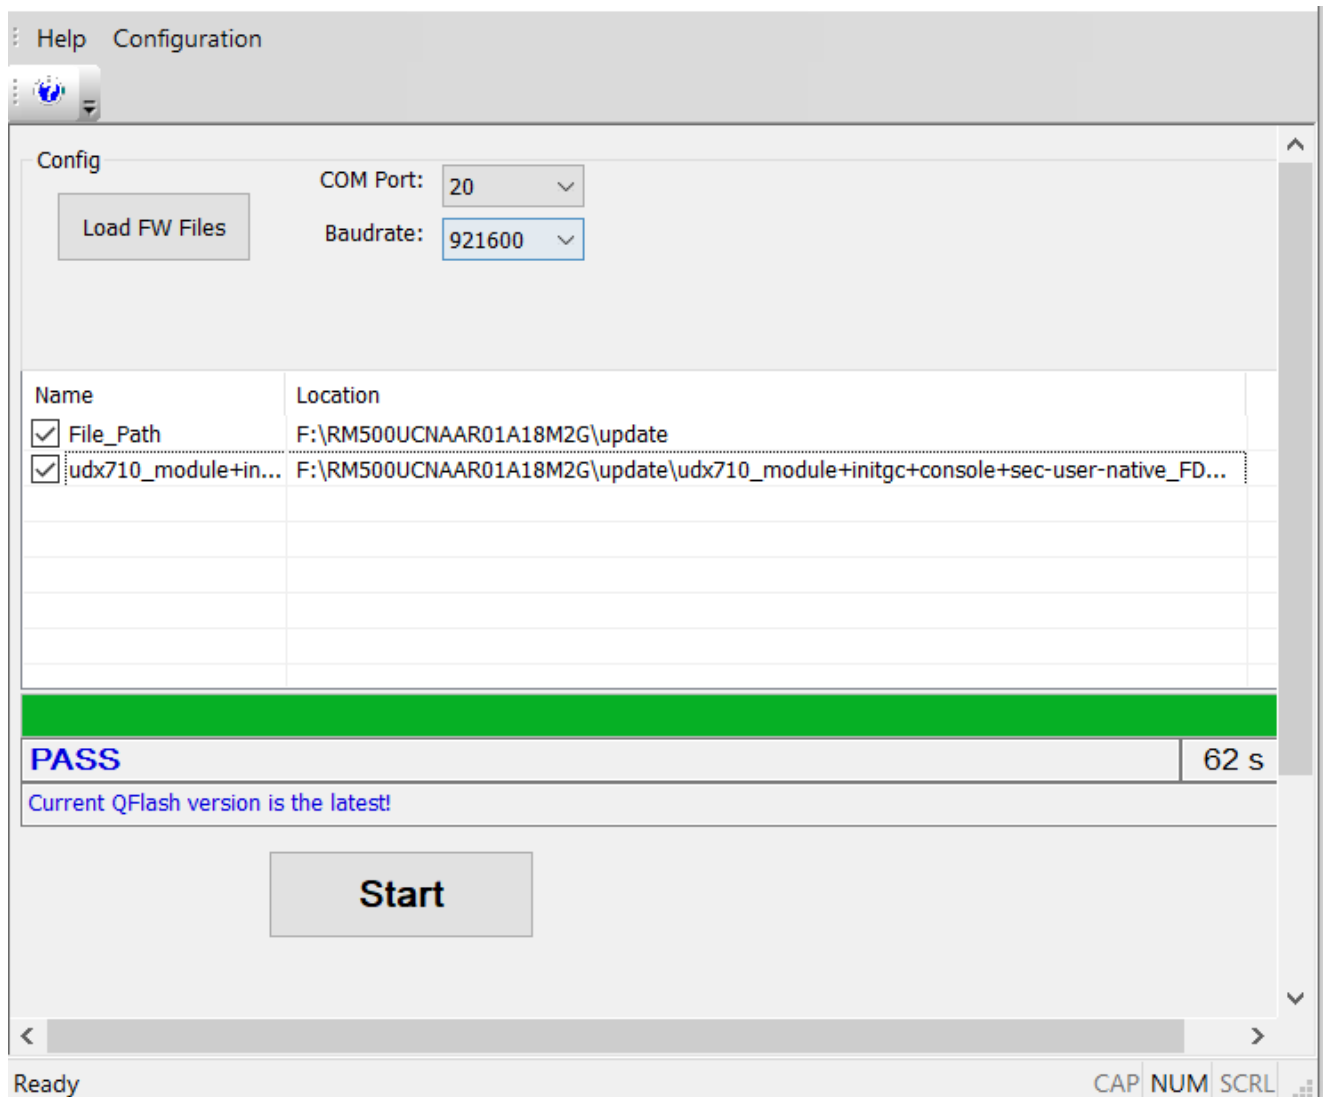 Help Configuration
Config
COM Port: 20
Load FW Files
Baudrate: 921600
Name Location
File_Path F:\RM500UCNAAR01A18M2G\update
udx710_module+in... F:\RM500UCNAAR01A18M2G\update\udx710_module+initgc+console+sec-user-native_FD...
PASS 62 s
Current QFlash version is the latest!
Start
Ready CAP NUM SCRL